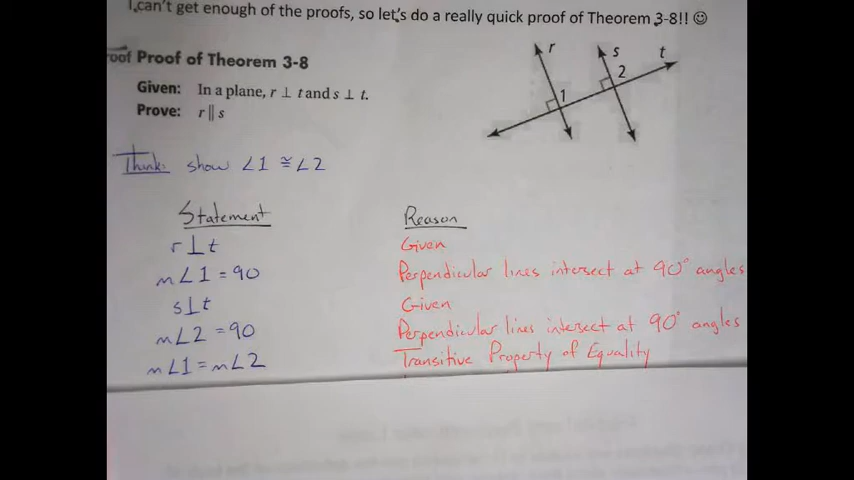 I can't get enough of the proofs, so let's do a really quick proof of Theorem 3-8!! ☺
Proof of Theorem 3-8
Given: In a plane, r ⊥ t and s ⊥ t.
Prove: r ∥ s
r s t
1 2
Think: show ∠1 ≅ ∠2
Statement Reason
r⊥t Given
m∠1 = 90 Perpendicular lines intersect at 90° angles
s⊥t Given
m∠2 = 90 Perpendicular lines intersect at 90° angles
m∠1 = m∠2 Transitive Property of Equality